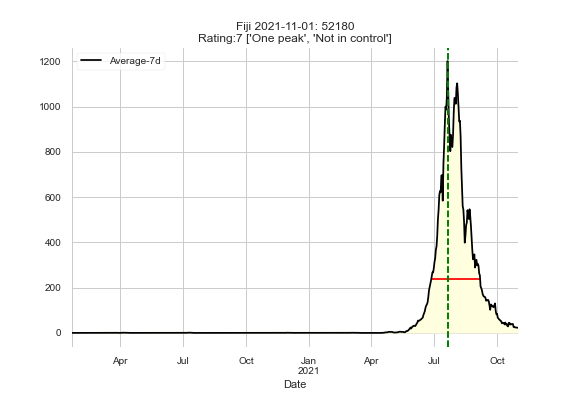 Fiji 2021-11-01: 52180
Rating:7 ['One peak', 'Not in control']
Average-7d
1200
1000
800
600
400
200
0
Apr
Jul
Oct
Jan
2021
Apr
Jul
Oct
Date